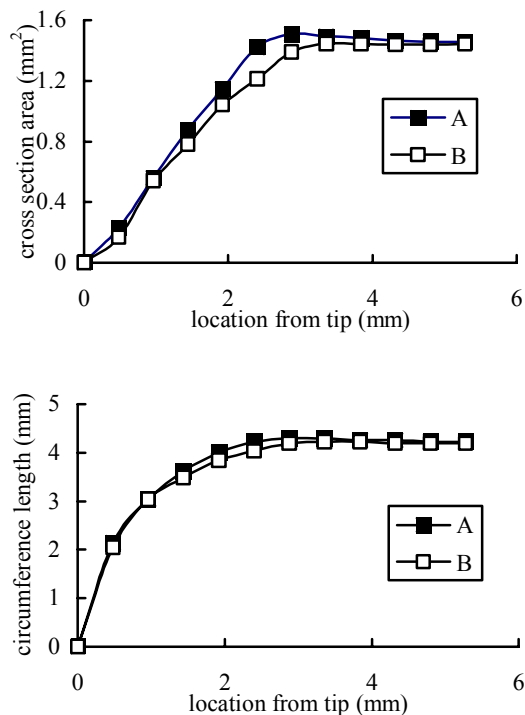 1.6
1.2
0.8
0.4
0
cross section area (mm²)
A
B
0 2 4 6
location from tip (mm)
5
4
3
2
1
0
circumference length (mm)
A
B
0 2 4 6
location from tip (mm)